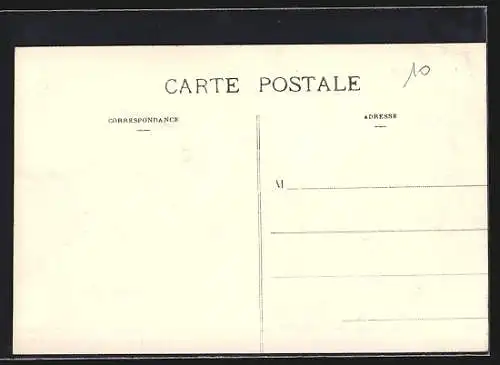 CARTE POSTALE
10
CORRESPONDANCE
ADRESSE
M